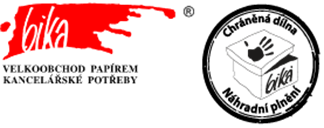 bika ®
VELKOOBCHOD PAPÍREM
KANCELÁŘSKÉ POTŘEBY
Chráněná dílna
bika
Náhradní plnění